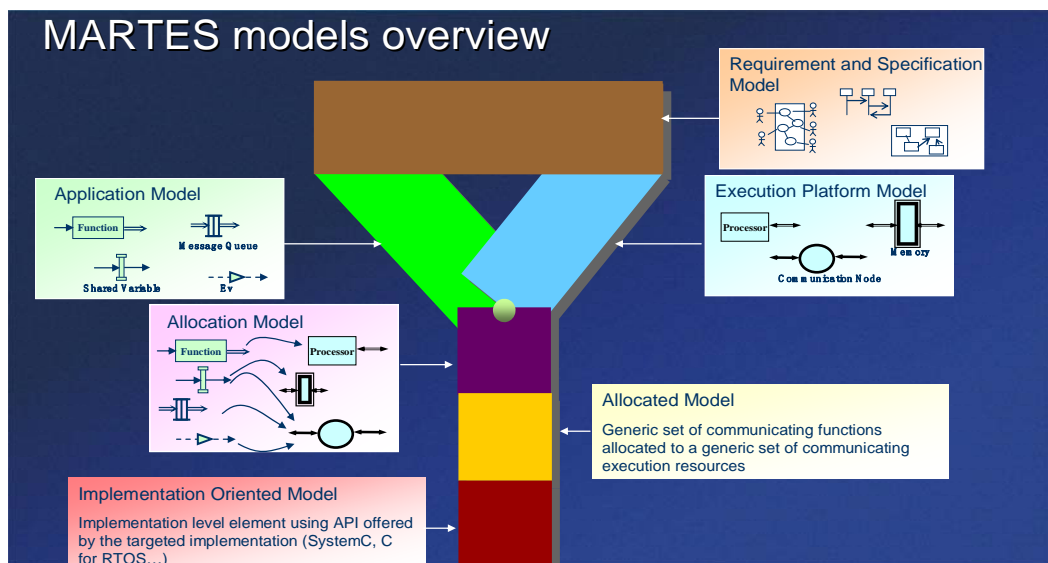 MARTES models overview
Requirement and Specification
Model
Application Model
Function
Message Queue
Shared Variable
Ev
Execution Platform Model
Processor
Memory
Communication Node
Allocation Model
Function
Processor
Allocated Model
Generic set of communicating functions
allocated to a generic set of communicating
execution resources
Implementation Oriented Model
Implementation level element using API offered
by the targeted implementation (SystemC, C
for RTOS...)